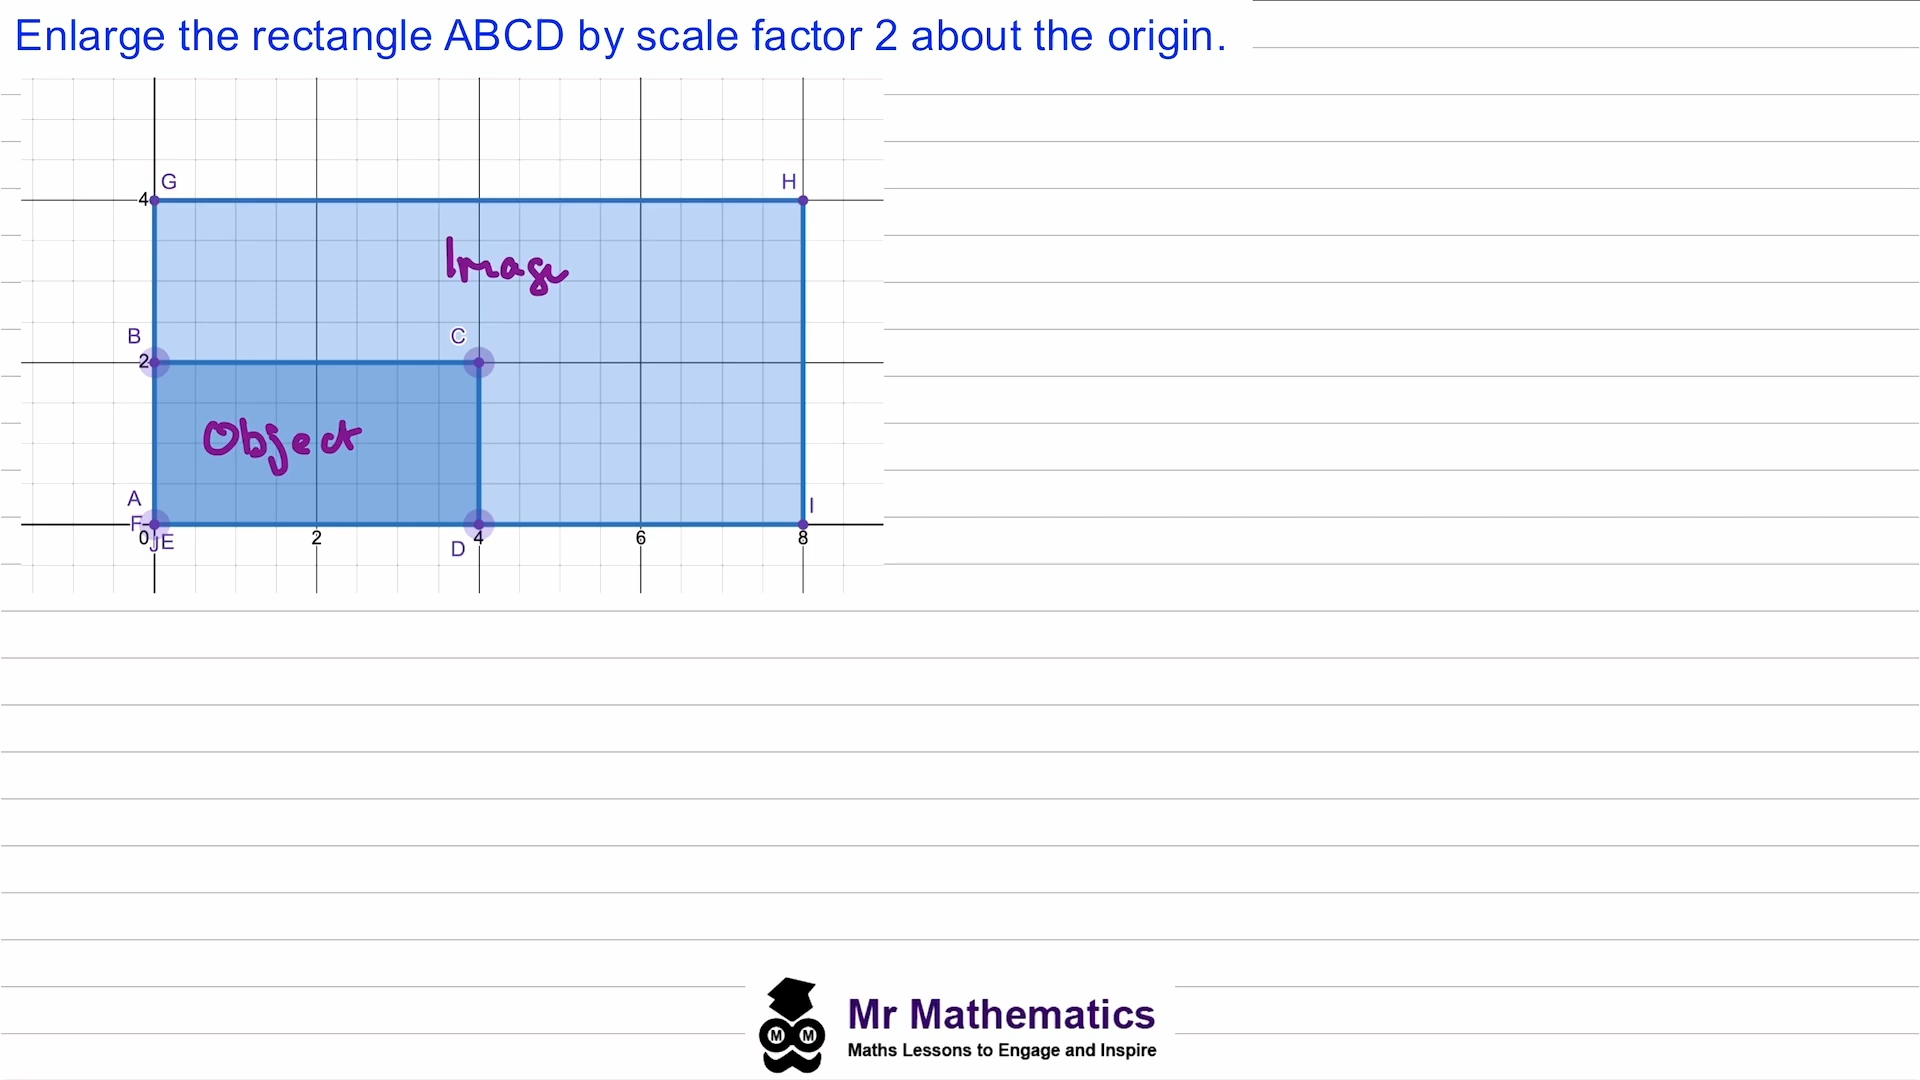 Enlarge the rectangle ABCD by scale factor 2 about the origin.
G
H
4
Image
B
C
2
Object
A
I
F
0
JE
2
D
4
6
8
M M
Mr Mathematics
Maths Lessons to Engage and Inspire